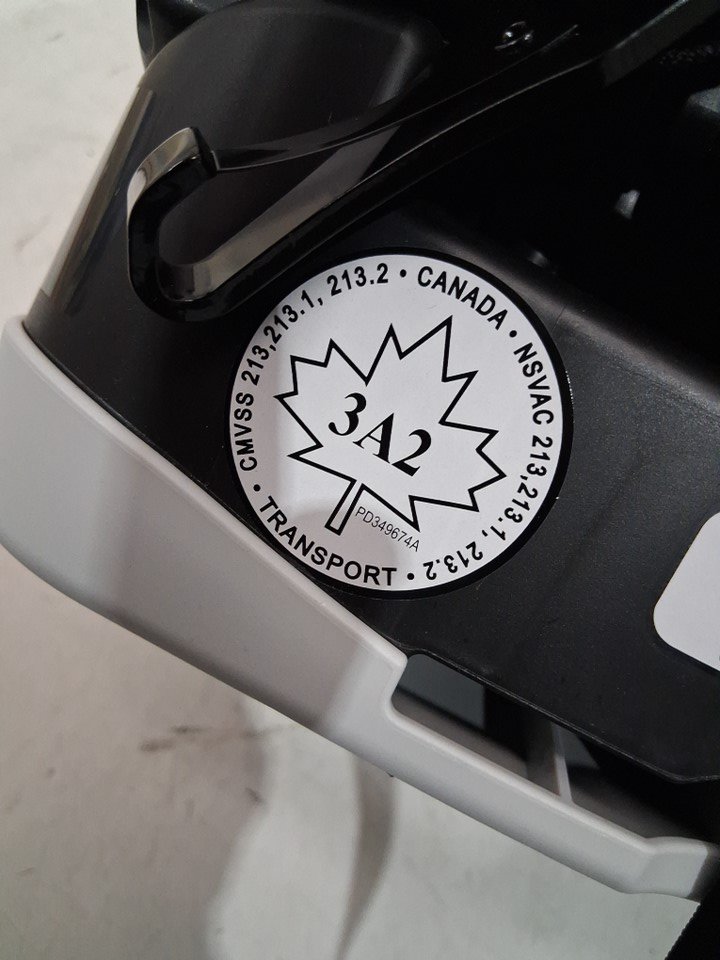 CMVSS 213,213.1, 213.2 • CANADA • NSVAC 213,213.1, 213.2 • TRANSPORT •
3A2
PD349674A